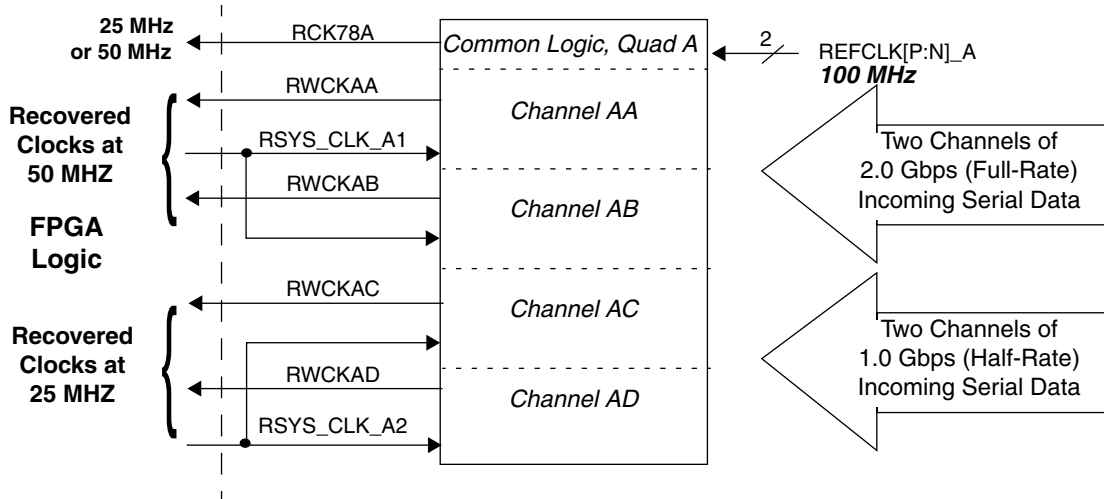 25 MHz
or 50 MHz
RCK78A
Common Logic, Quad A
2
REFCLK[P:N]_A
100 MHz
RWCKAA
Channel AA
Recovered
Clocks at
50 MHZ
RSYS_CLK_A1
RWCKAB
Channel AB
Two Channels of
2.0 Gbps (Full-Rate)
Incoming Serial Data
FPGA
Logic
RWCKAC
Channel AC
Recovered
Clocks at
25 MHZ
RWCKAD
Channel AD
RSYS_CLK_A2
Two Channels of
1.0 Gbps (Half-Rate)
Incoming Serial Data